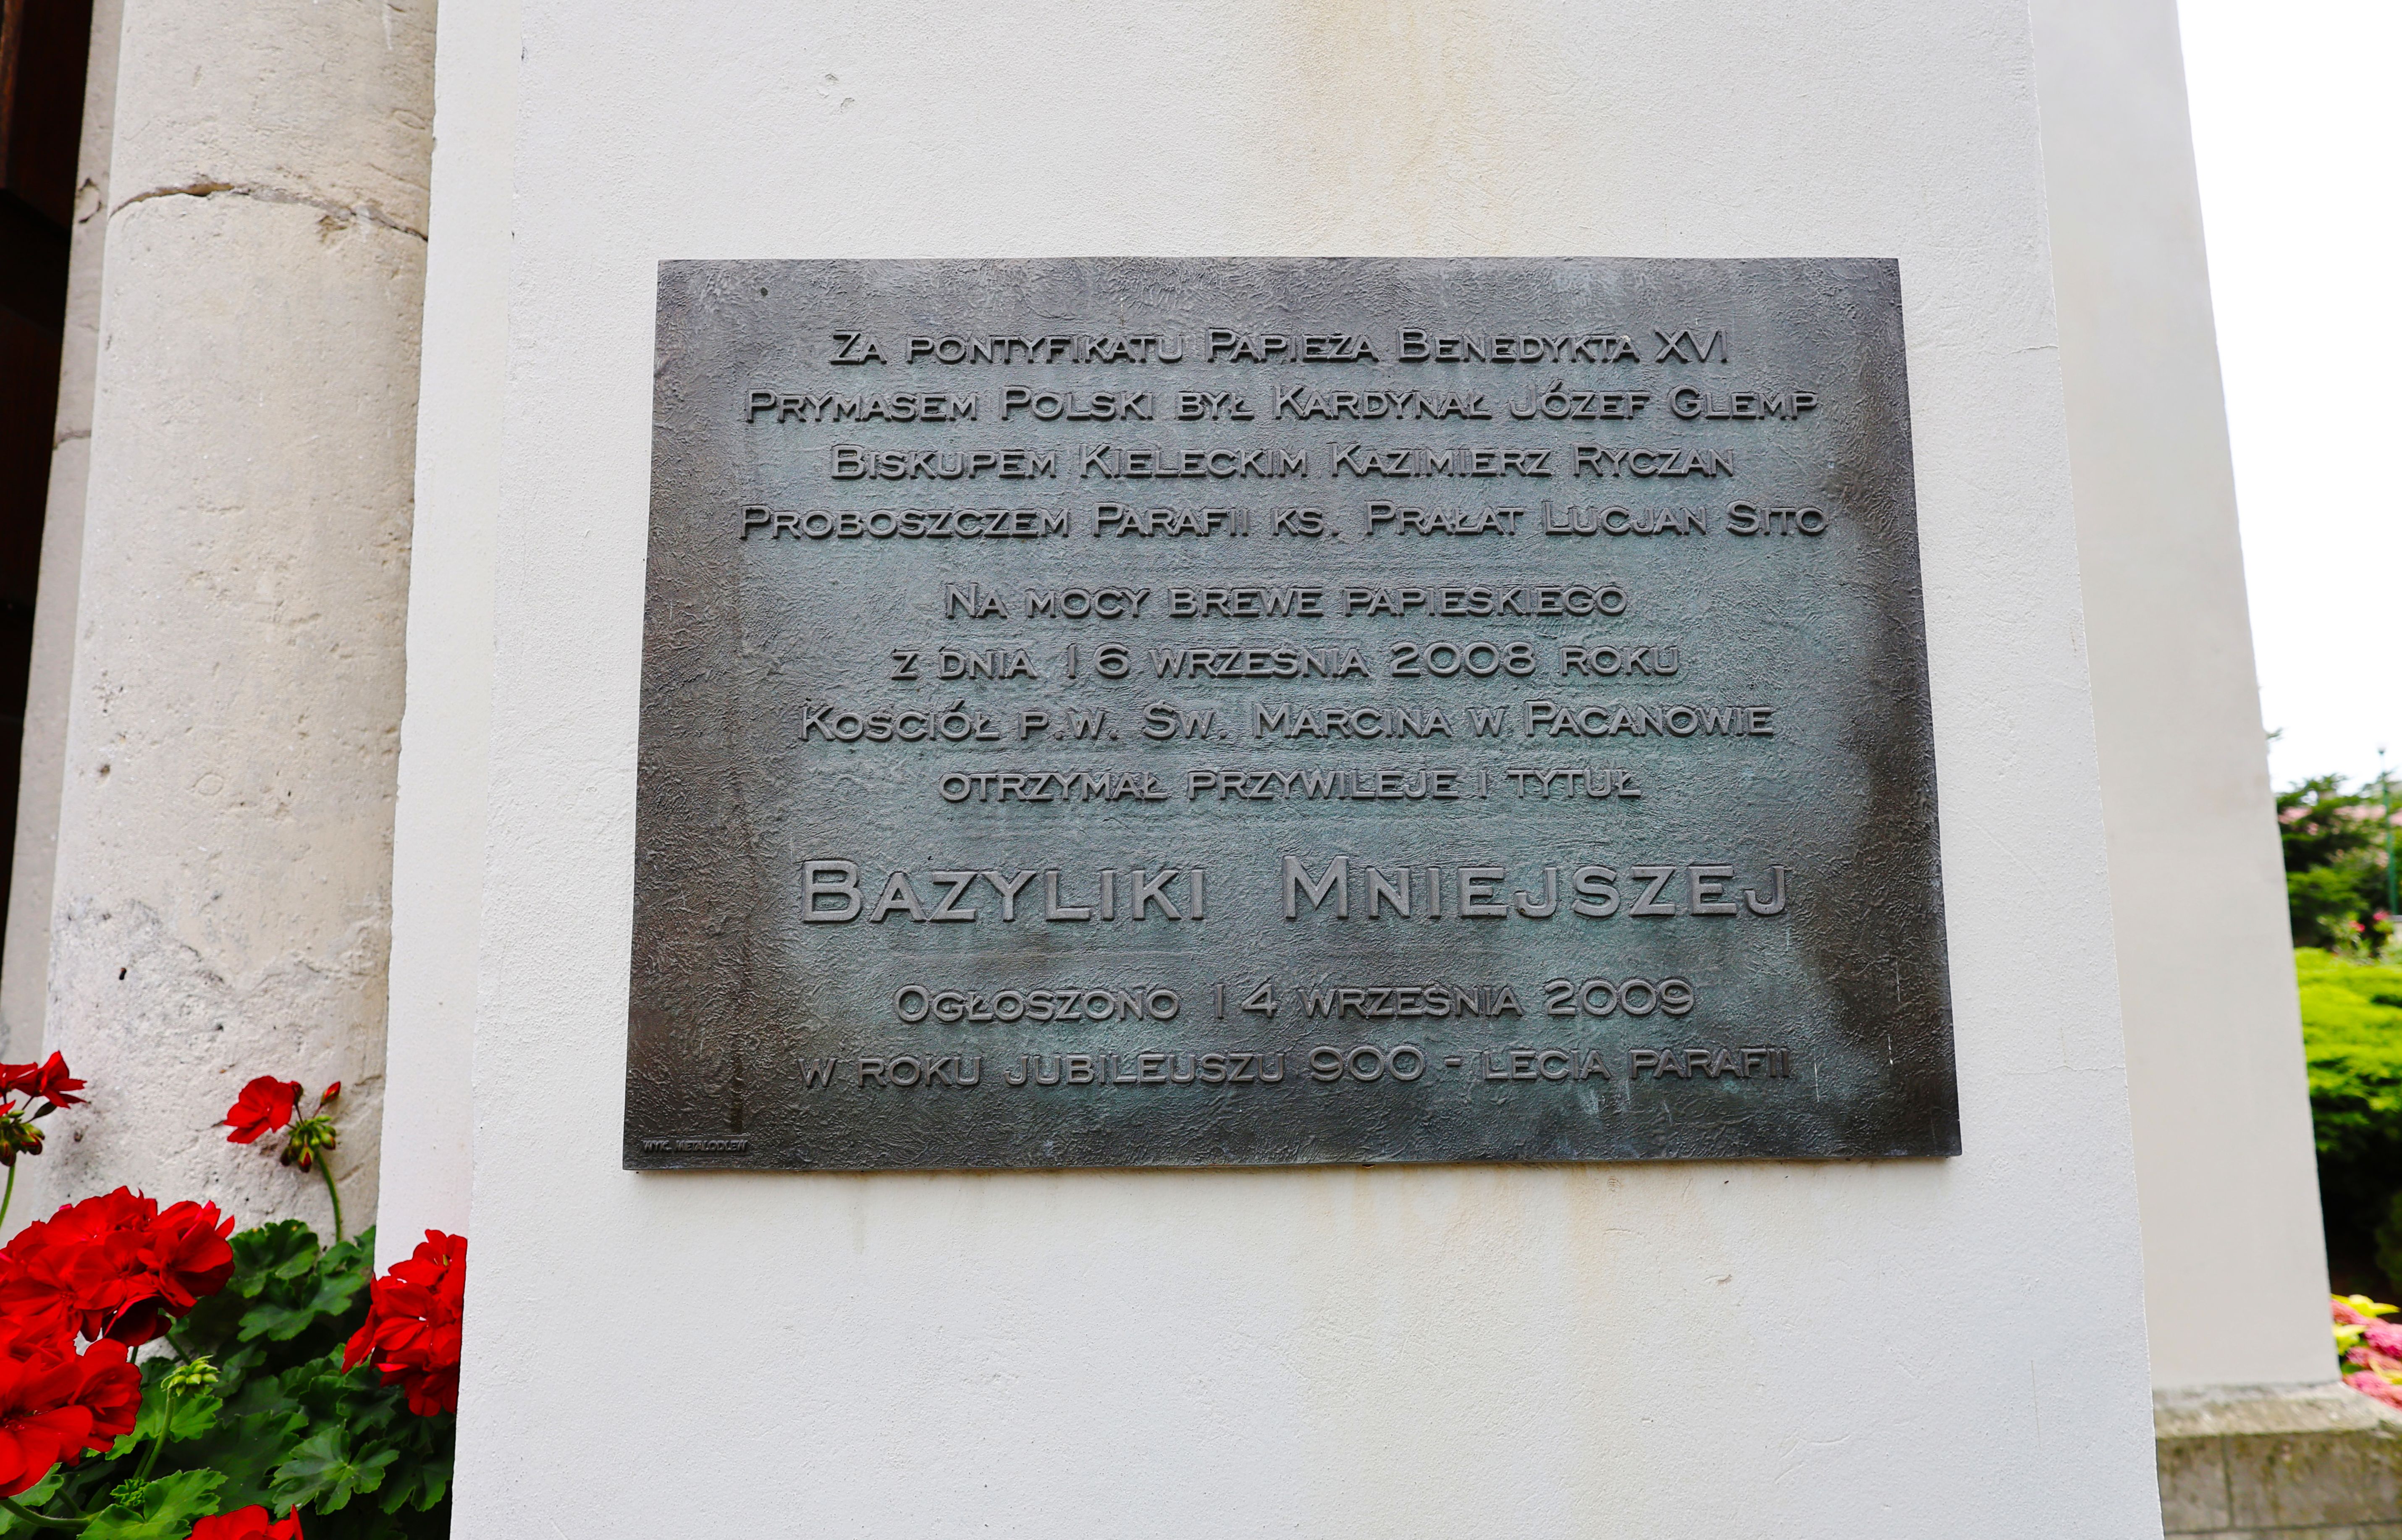 Za pontyfikatu Papieża Benedykta XVI
Prymasem Polski był Kardynał Józef Glemp
Biskupem Kieleckim Kazimierz Ryczan
Proboszczem Parafii ks. Prałat Lucjan Sito
Na mocy brewe papieskiego
z dnia 16 września 2008 roku
Kościół p.w. Św. Marcina w Pacanowie
otrzymał przywileje i tytuł
Bazyliki Mniejszej
Ogłoszono 14 września 2009
w roku jubileuszu 900 - lecia parafii
WYK. METALODLEW